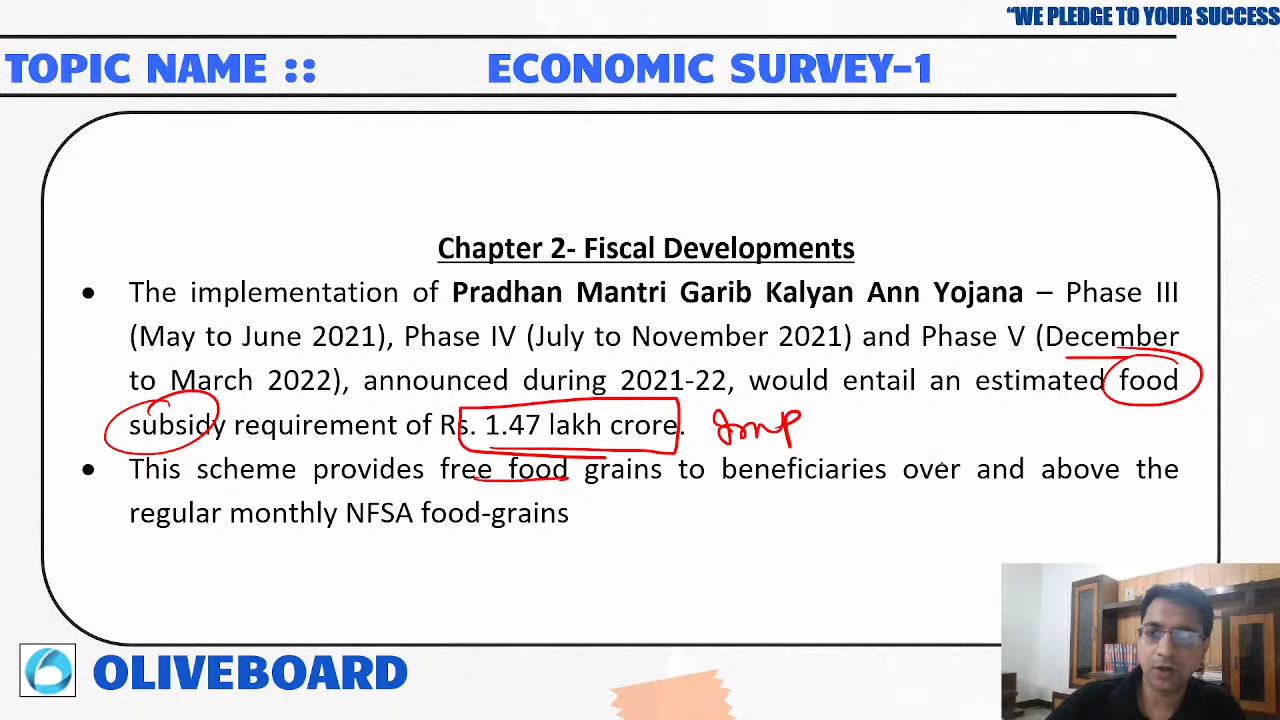 “WE PLEDGE TO YOUR SUCCESS
TOPIC NAME :: ECONOMIC SURVEY-1
Chapter 2- Fiscal Developments
• The implementation of Pradhan Mantri Garib Kalyan Ann Yojana – Phase III
(May to June 2021), Phase IV (July to November 2021) and Phase V (December
to March 2022), announced during 2021-22, would entail an estimated food
subsidy requirement of Rs. 1.47 lakh crore. Imp
• This scheme provides free food grains to beneficiaries over and above the
regular monthly NFSA food-grains
OLIVEBOARD